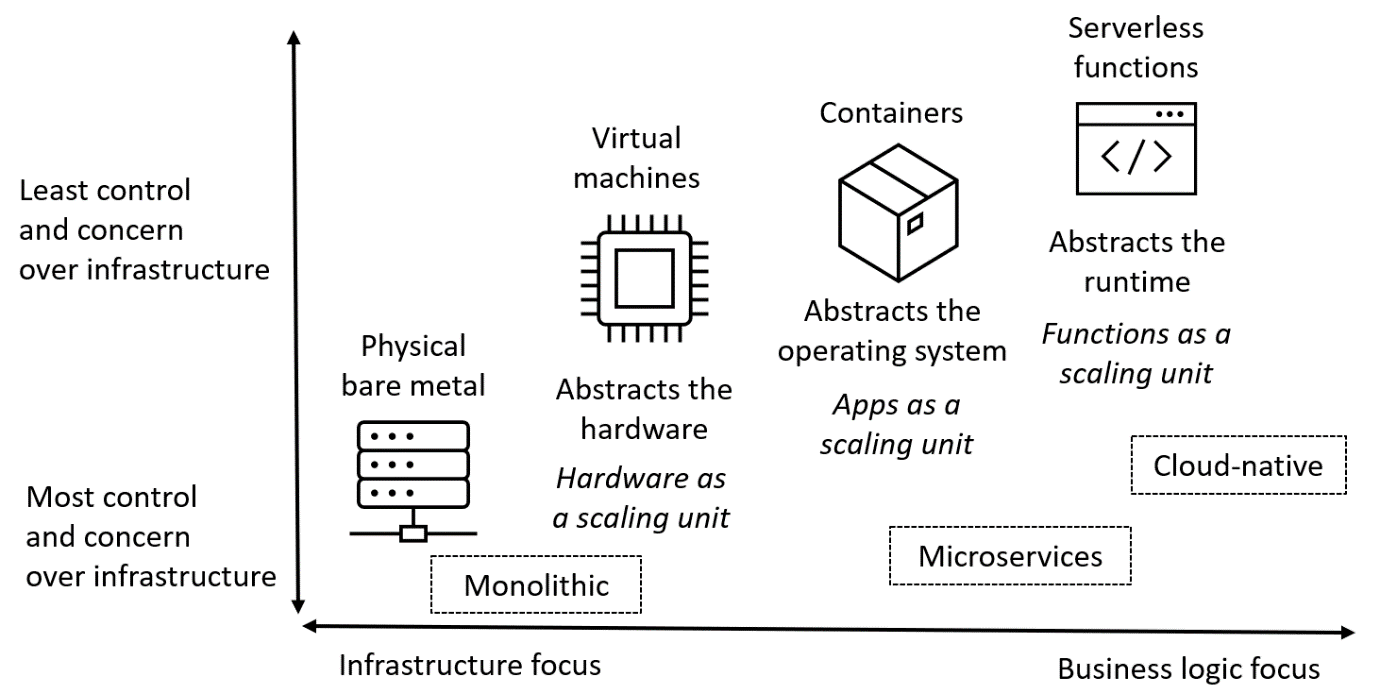 Serverless
functions
Containers
Virtual
machines
Least control
and concern
over infrastructure
Abstracts the
runtime
Abstracts the
operating system
Functions as a
scaling unit
Physical
bare metal
Abstracts the
hardware
Apps as a
scaling unit
Hardware as
a scaling unit
Cloud-native
Most control
and concern
over infrastructure
Microservices
Monolithic
Infrastructure focus
Business logic focus